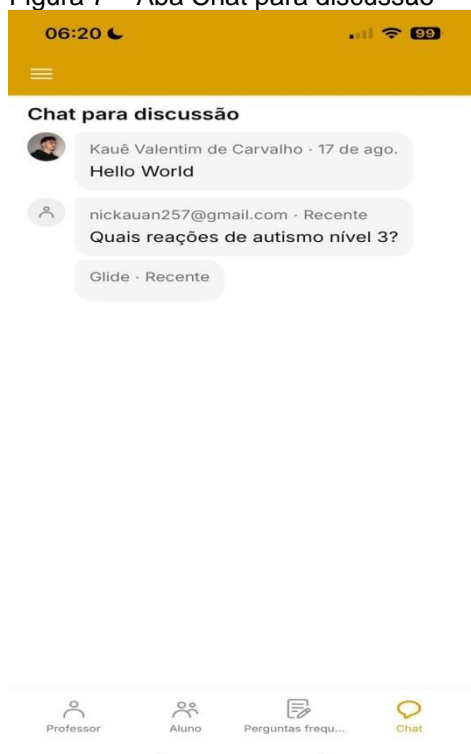 Figura 7 – Aba Chat para discussão
06:20
99
Chat para discussão
Kauê Valentim de Carvalho · 17 de ago.
Hello World
nickauan257@gmail.com · Recente
Quais reações de autismo nível 3?
Glide · Recente
Professor
Aluno
Perguntas frequ...
Chat